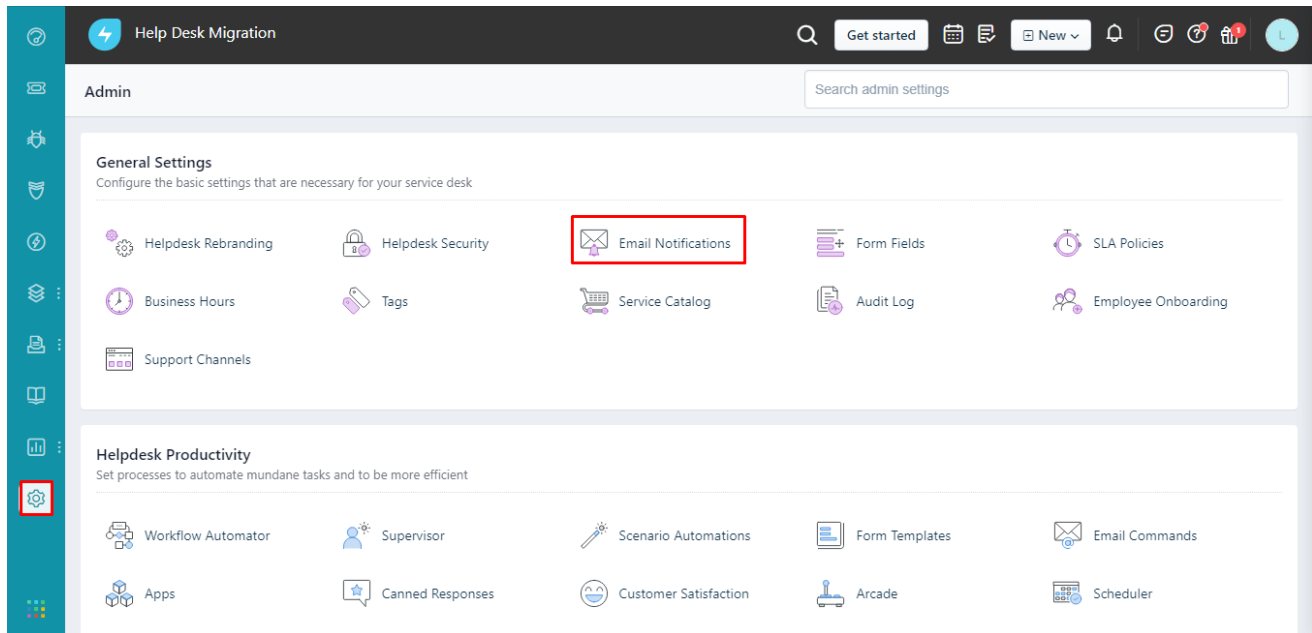 Help Desk Migration
Get started
New
1
L
Admin
Search admin settings
General Settings
Configure the basic settings that are necessary for your service desk
Helpdesk Rebranding
Helpdesk Security
Email Notifications
Form Fields
SLA Policies
Business Hours
Tags
Service Catalog
Audit Log
Employee Onboarding
Support Channels
Helpdesk Productivity
Set processes to automate mundane tasks and to be more efficient
Workflow Automator
Supervisor
Scenario Automations
Form Templates
Email Commands
Apps
Canned Responses
Customer Satisfaction
Arcade
Scheduler